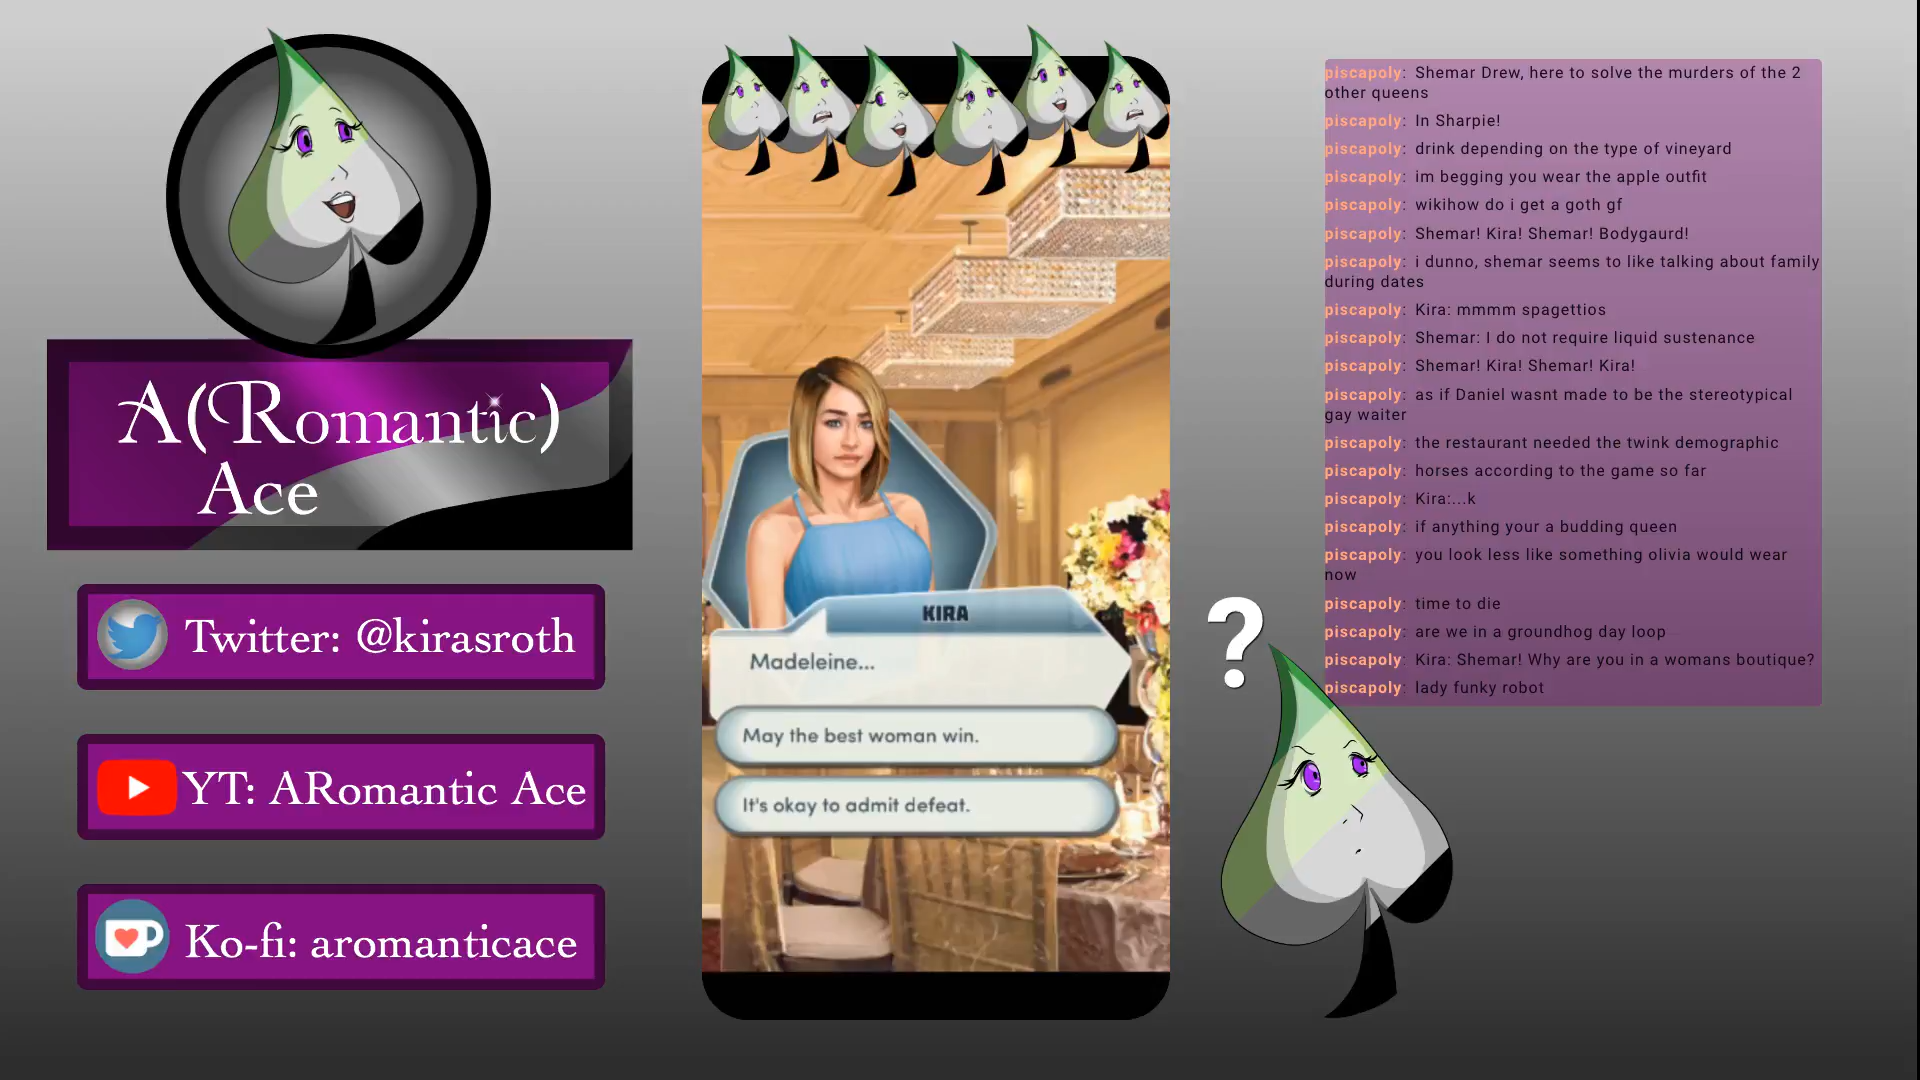 A(Romantic)
Ace
Twitter: @kirasroth
YT: ARomantic Ace
Ko-fi: aromanticace
KIRA
Madeleine...
May the best woman win.
It's okay to admit defeat.
?
piscapoly: Shemar Drew, here to solve the murders of the 2
other queens
piscapoly: In Sharpie!
piscapoly: drink depending on the type of vineyard
piscapoly: im begging you wear the apple outfit
piscapoly: wikihow do i get a goth gf
piscapoly: Shemar! Kira! Shemar! Bodygaurd!
piscapoly: i dunno, shemar seems to like talking about family
during dates
piscapoly: Kira: mmmm spagettios
piscapoly: Shemar: I do not require liquid sustenance
piscapoly: Shemar! Kira! Shemar! Kira!
piscapoly: as if Daniel wasnt made to be the stereotypical
gay waiter
piscapoly: the restaurant needed the twink demographic
piscapoly: horses according to the game so far
piscapoly: Kira:...k
piscapoly: if anything your a budding queen
piscapoly: you look less like something olivia would wear
now
piscapoly: time to die
piscapoly: are we in a groundhog day loop
piscapoly: Kira: Shemar! Why are you in a womans boutique?
piscapoly: lady funky robot